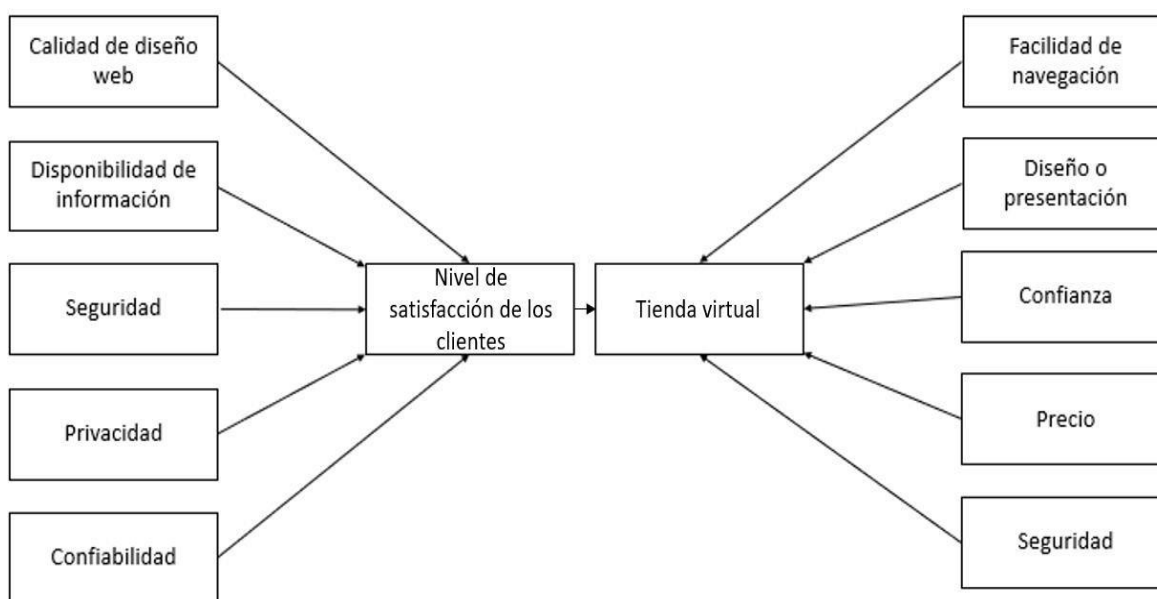 Calidad de diseño
web
Disponibilidad de
información
Seguridad
Privacidad
Confiabilidad
Nivel de
satisfacción de los
clientes
Tienda virtual
Facilidad de
navegación
Diseño o
presentación
Confianza
Precio
Seguridad